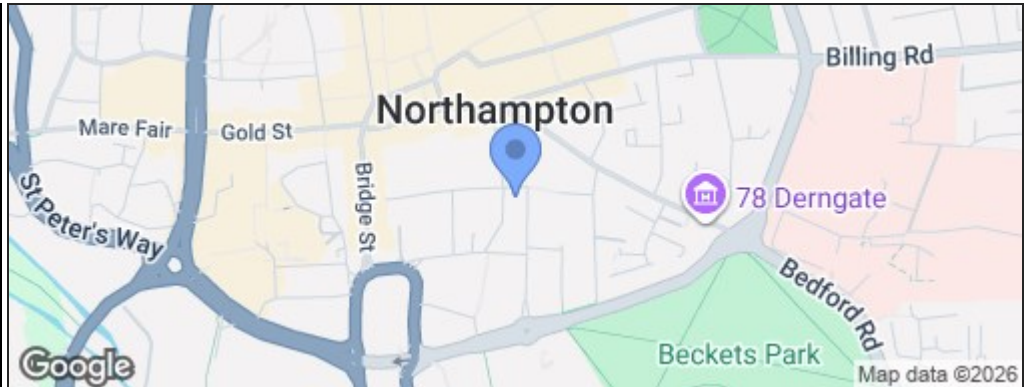 Billing Rd
Northampton
Mare Fair
Gold St
Bridge St
St Peter's Way
78 Derngate
Bedford Rd
Beckets Park
Google
Map data ©2026